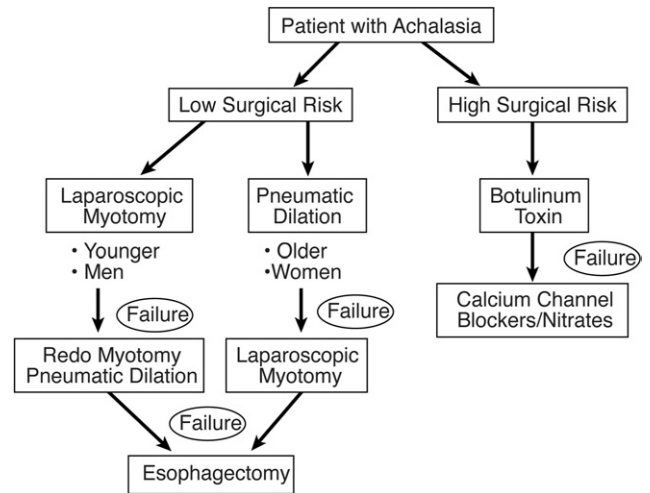 Patient with Achalasia
Low Surgical Risk
High Surgical Risk
Laparoscopic
Myotomy
Pneumatic
Dilation
Botulinum
Toxin
• Younger
• Men
• Older
•Women
Failure
Failure
Failure
Calcium Channel
Blockers/Nitrates
Redo Myotomy
Pneumatic Dilation
Laparoscopic
Myotomy
Failure
Esophagectomy